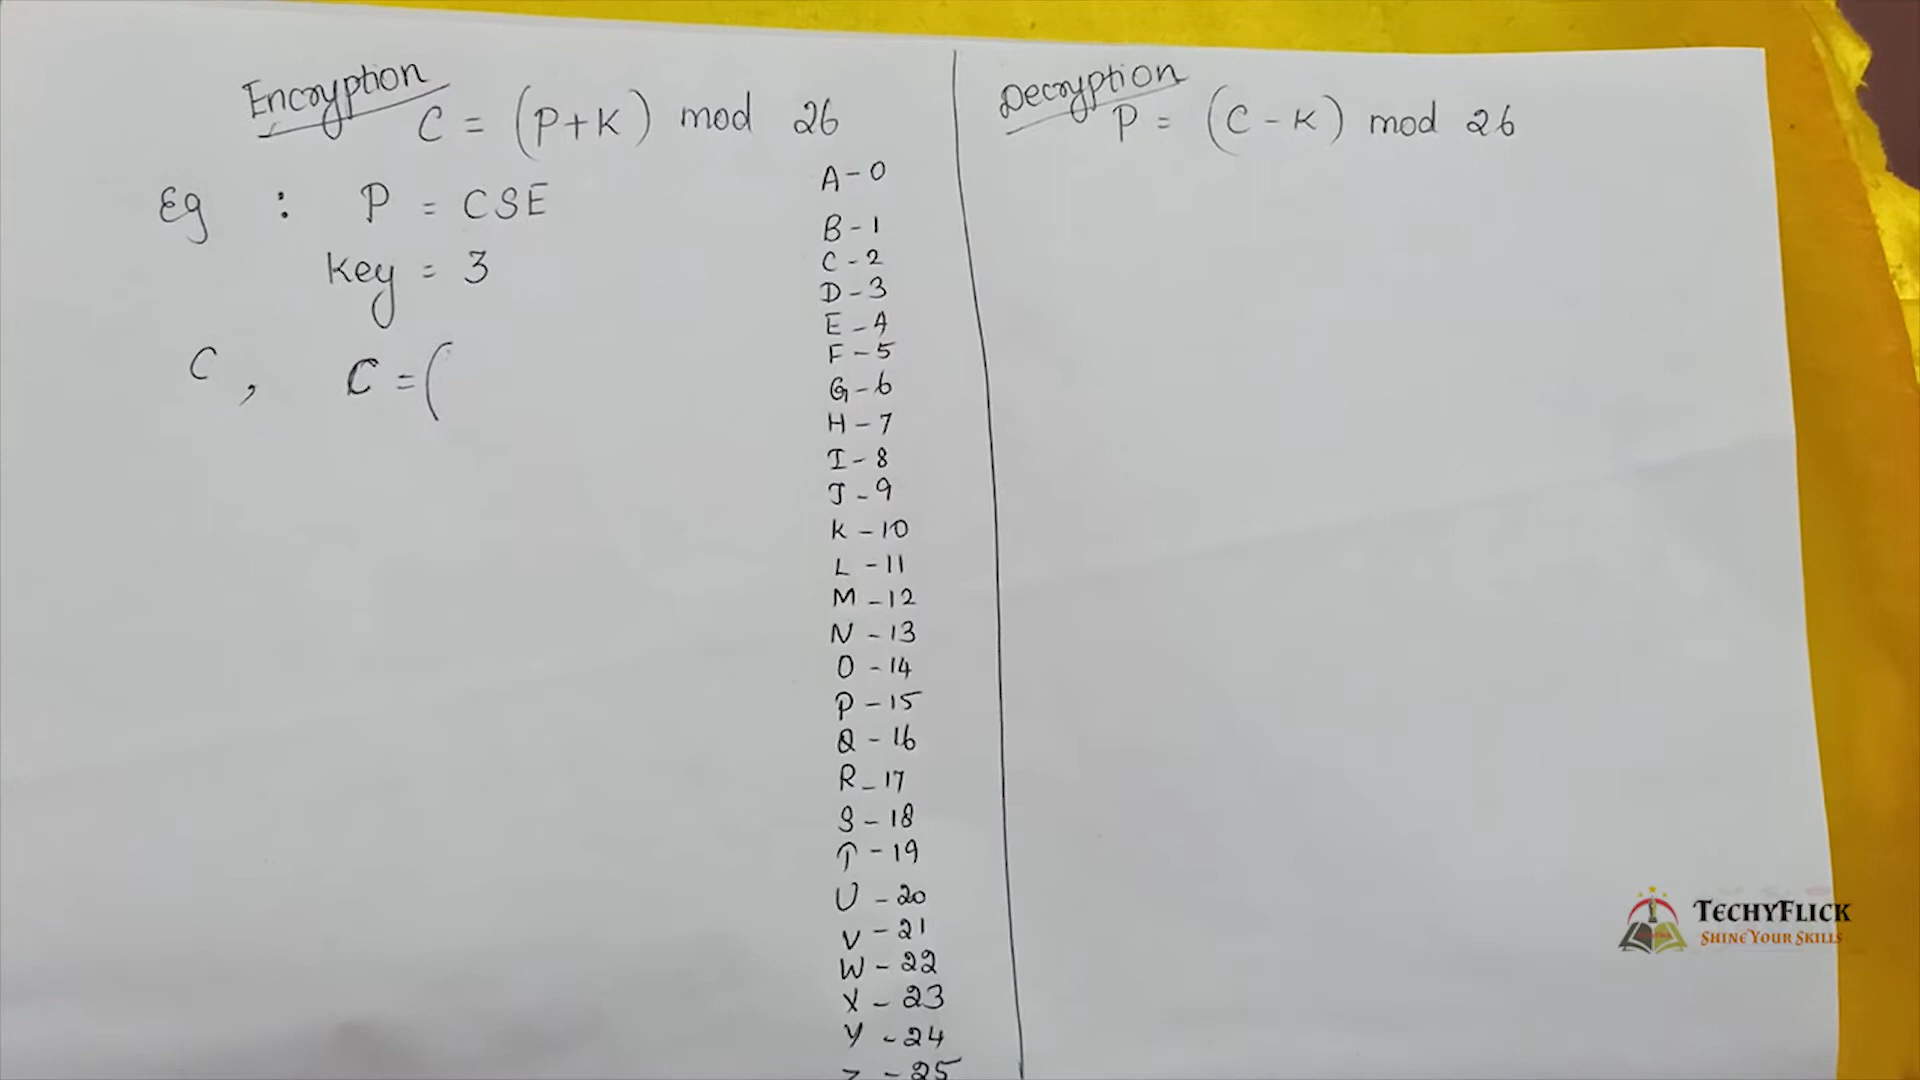 Encryption
C = (P+K) mod 26
Eg : P = CSE
Key = 3
C, C = (
A-0
B-1
C-2
D-3
E-4
F-5
G-6
H-7
I-8
J-9
K-10
L-11
M-12
N-13
O-14
P-15
Q-16
R-17
S-18
T-19
U-20
V-21
W-22
X-23
Y-24
Z-25
Decryption
P = (C-K) mod 26
TECHYFLICK
SHINE YOUR SKILLS